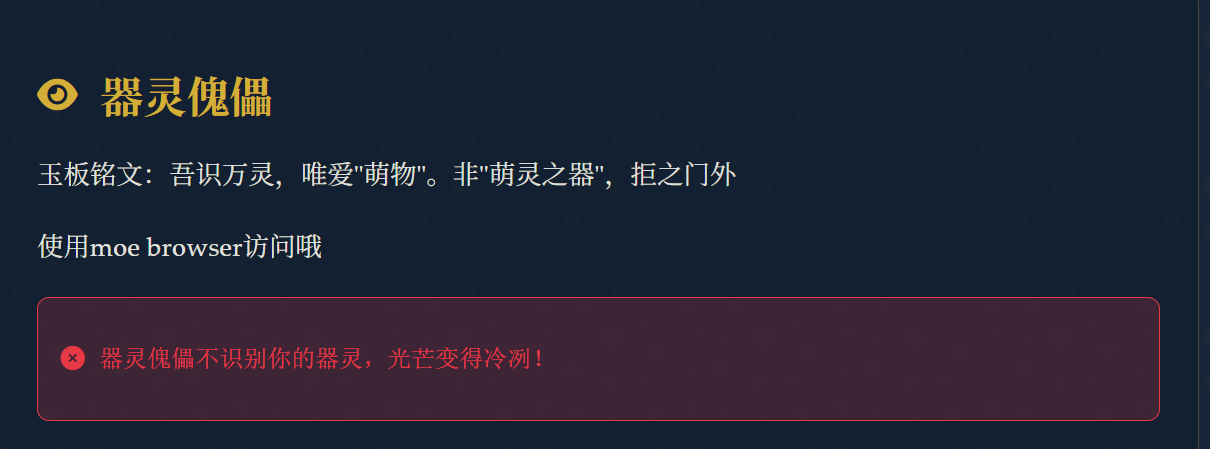 器灵傀儡
玉板铭文：吾识万灵，唯爱"萌物"。非"萌灵之器"，拒之门外
使用moe browser访问哦
器灵傀儡不识别你的器灵，光芒变得冷冽！